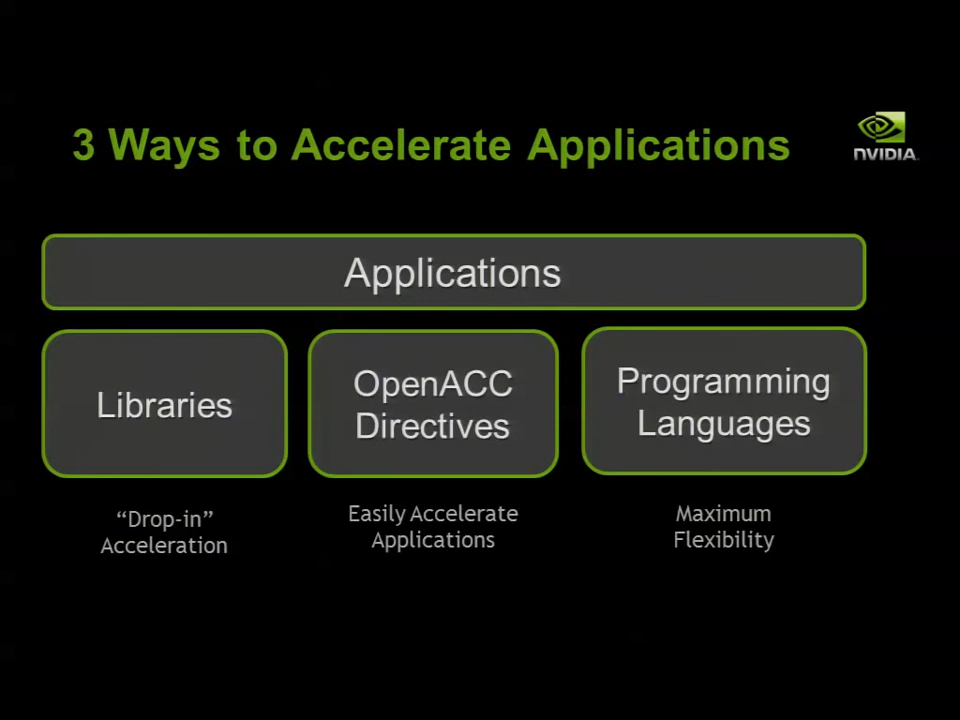 3 Ways to Accelerate Applications
NVIDIA
Applications
Libraries
OpenACC
Directives
Programming
Languages
“Drop-in”
Acceleration
Easily Accelerate
Applications
Maximum
Flexibility